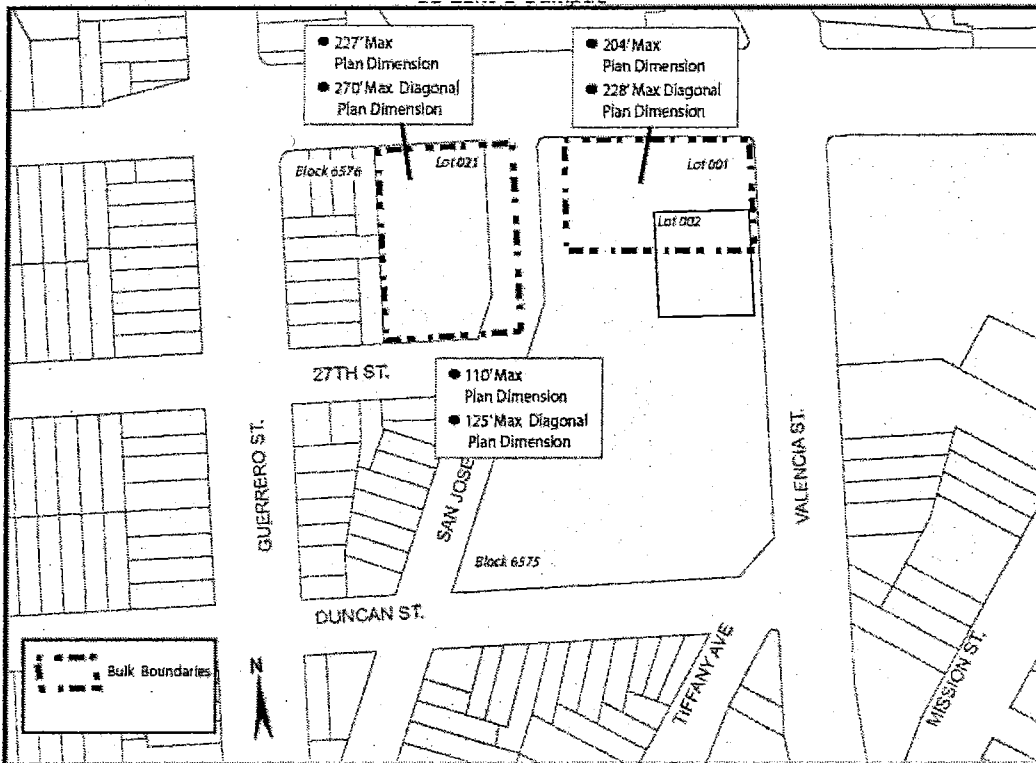 227' Max
Plan Dimension
270' Max Diagonal
Plan Dimension
204' Max
Plan Dimension
228' Max Diagonal
Plan Dimension
Block 6576
Lot 021
Lot 001
Lot 002
27TH ST.
110' Max
Plan Dimension
125' Max Diagonal
Plan Dimension
GUERRERO ST.
SAN JOSE
VALENCIA ST.
Block 6575
DUNCAN ST.
TIFFANY AVE
MISSION ST.
Bulk Boundaries
N